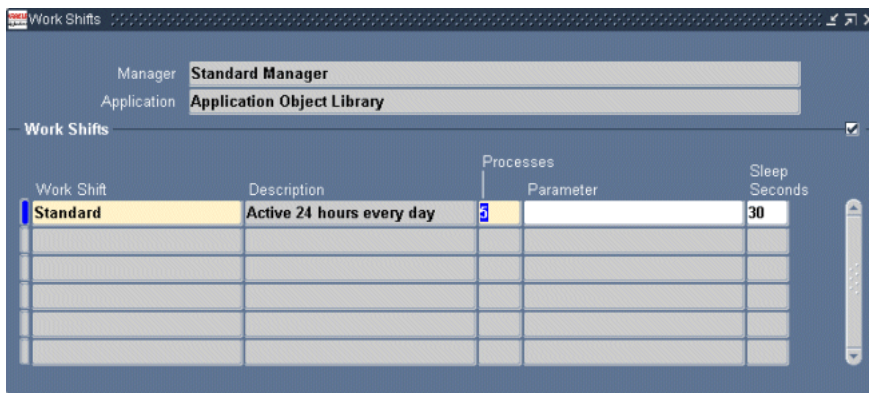 Work Shifts
Manager Standard Manager
Application Application Object Library
Work Shifts
Processes
Sleep
Work Shift Description Parameter Seconds
Standard Active 24 hours every day 5 30